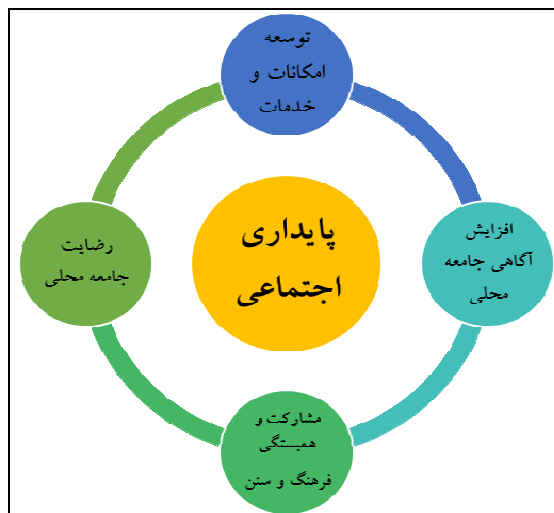 توسعه
امکانات و
خدمات
افزایش
آگاهی جامعه
محلی
پایداری
اجتماعی
رضایت
جامعه محلی
مشارکت و
همبستگی
فرهنگ و سنن